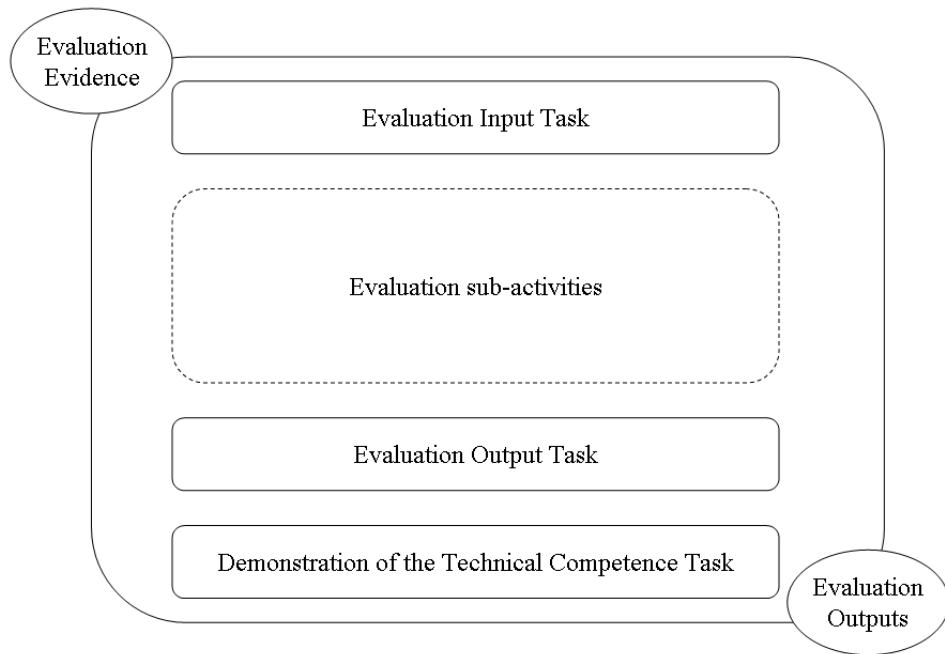 Evaluation
Evidence
Evaluation Input Task
Evaluation sub-activities
Evaluation Output Task
Demonstration of the Technical Competence Task
Evaluation
Outputs